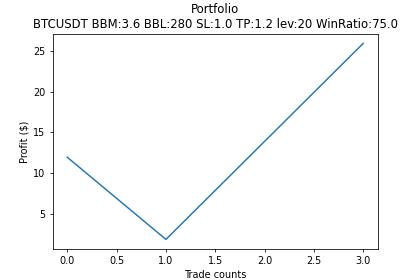 Portfolio
BTCUSDT BBM:3.6 BBL:280 SL:1.0 TP:1.2 lev:20 WinRatio:75.0
25
20
15
10
5
Profit ($)
0.0 0.5 1.0 1.5 2.0 2.5 3.0
Trade counts